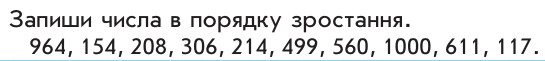 Запиши числа в порядку зростання.
964, 154, 208, 306, 214, 499, 560, 1000, 611, 117.